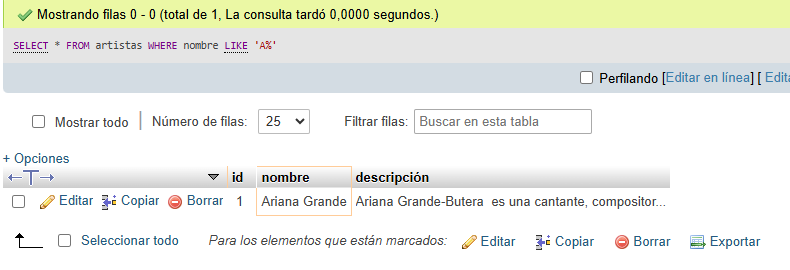 Mostrando filas 0 - 0 (total de 1, La consulta tardó 0,0000 segundos.)
SELECT * FROM artistas WHERE nombre LIKE 'A%'
Perfilando [Editar en línea] [ Edita
Mostrar todo | Número de filas: 25 Filtrar filas: Buscar en esta tabla
+ Opciones
←T→ id nombre descripción
Editar Copiar Borrar 1 Ariana Grande Ariana Grande-Butera es una cantante, compositor...
Seleccionar todo Para los elementos que están marcados: Editar Copiar Borrar Exportar